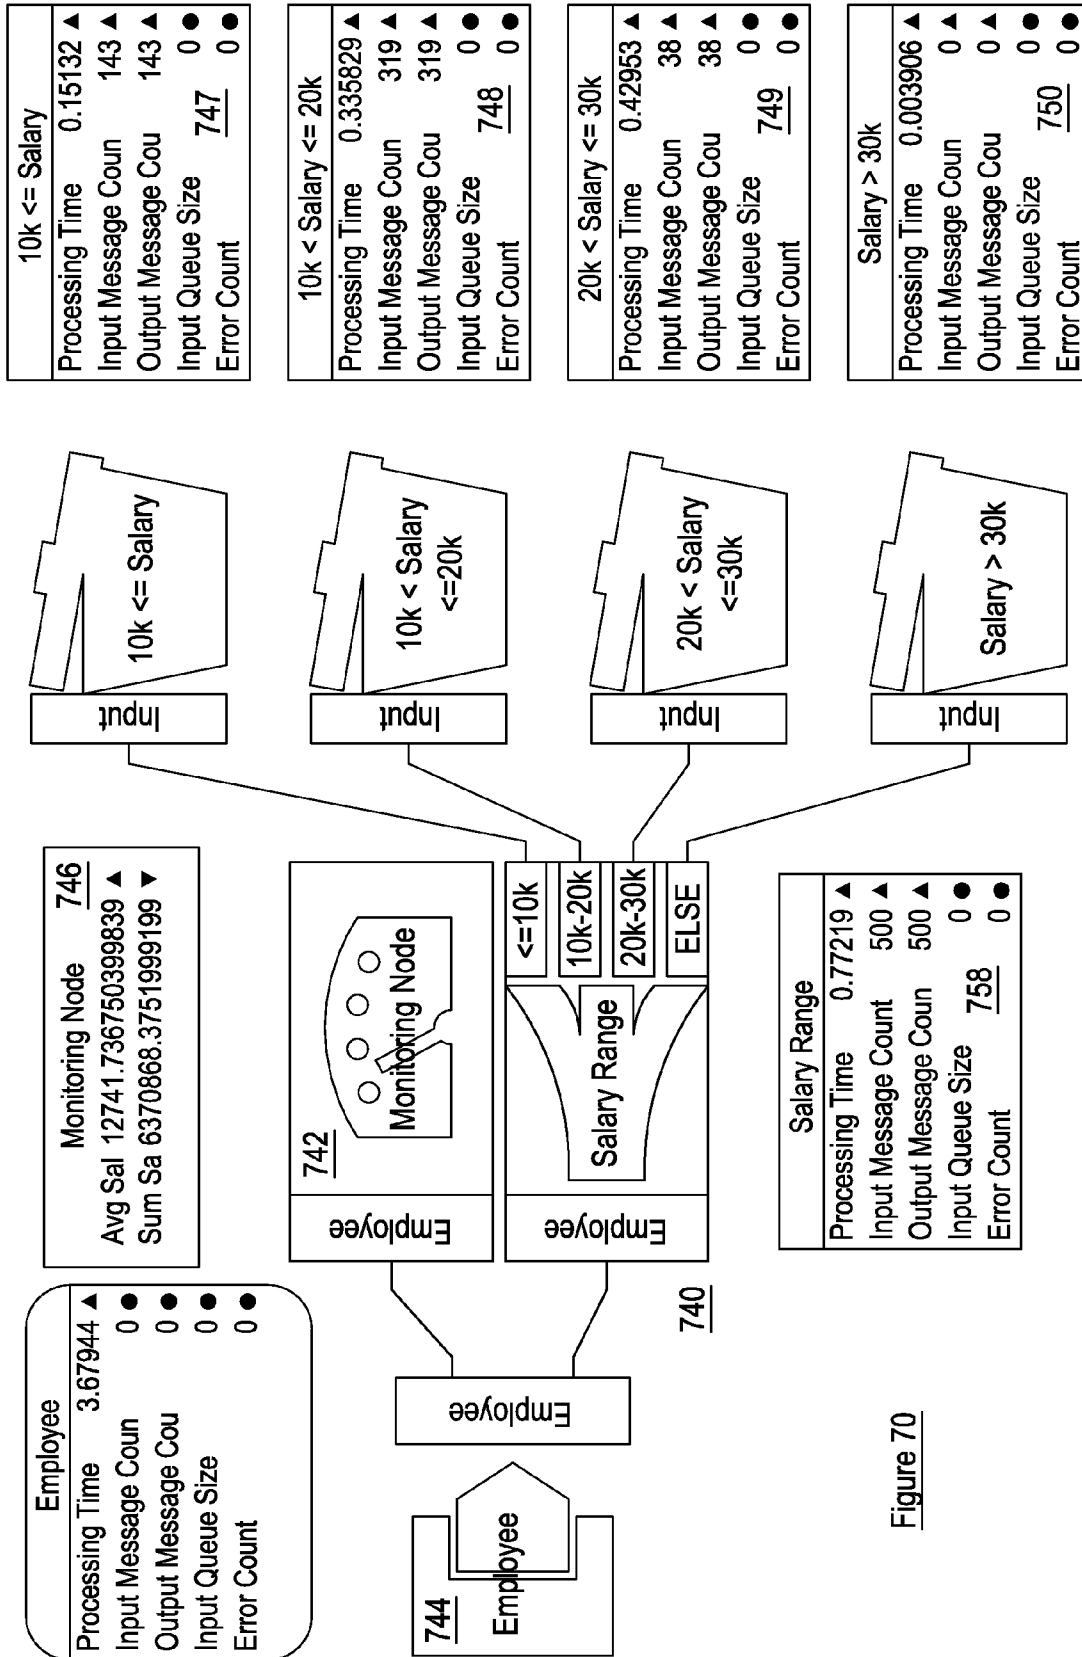 Employee
Processing Time 3.67944 ▲
Input Message Coun 0 ●
Output Message Cou 0 ●
Input Queue Size 0 ●
Error Count 0 ●
Monitoring Node
746
Avg Sal 12741.736750399839 ▲
Sum Sa 6370868.3751999199 ▼
10k <= Salary
Processing Time 0.15132 ▲
Input Message Coun 143 ▲
Output Message Cou 143 ▲
Input Queue Size 0 ●
Error Count 0 ●
747
10k < Salary <= 20k
Processing Time 0.335829 ▲
Input Message Coun 319 ▲
Output Message Cou 319 ▲
Input Queue Size 0 ●
Error Count 0 ●
748
20k < Salary <= 30k
Processing Time 0.42953 ▲
Input Message Coun 38 ▲
Output Message Cou 38 ▲
Input Queue Size 0 ●
Error Count 0 ●
749
Salary > 30k
Processing Time 0.003906 ▲
Input Message Coun 0 ▲
Output Message Cou 0 ▲
Input Queue Size 0 ●
Error Count 0 ●
750
744
Employee
Employee
742
Employee
Monitoring Node
Employee
Salary Range
<=10k
10k-20k
20k-30k
ELSE
740
Input
10k <= Salary
Input
10k < Salary
<=20k
Input
20k < Salary
<=30k
Input
Salary > 30k
Salary Range
Processing Time 0.77219 ▲
Input Message Count 500 ▲
Output Message Coun 500 ▲
Input Queue Size 0 ●
Error Count 0 ●
758
Figure 70